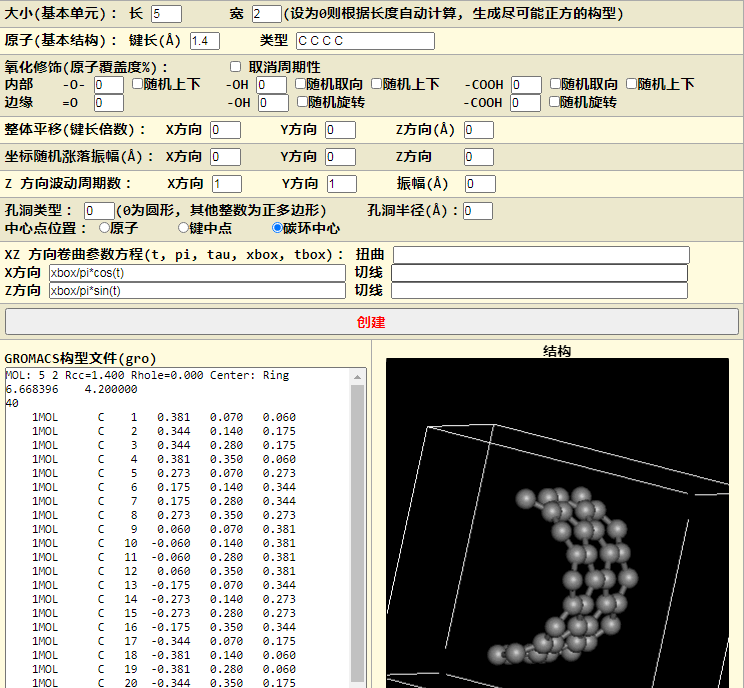 大小(基本单元)： 长 5 宽 2 (设为0则根据长度自动计算, 生成尽可能正方的构型)
原子(基本结构)： 键长(Å) 1.4 类型 C C C C
氧化修饰(原子覆盖度%)： 取消周期性
内部 -O- 0 随机上下 -OH 0 随机取向 随机上下 -COOH 0 随机取向 随机上下
边缘 =O 0 -OH 0 随机旋转 -COOH 0 随机旋转
整体平移(键长倍数)： X方向 0 Y方向 0 Z方向(Å) 0
坐标随机涨落振幅(Å)： X方向 0 Y方向 0 Z方向 0
Z 方向波动周期数： X方向 1 Y方向 1 振幅(Å) 0
孔洞类型： 0 (0为圆形, 其他整数为正多边形) 孔洞半径(Å)：0
中心点位置： 原子 键中点 碳环中心
XZ 方向卷曲参数方程(t, pi, tau, xbox, tbox)： 扭曲
X方向 xbox/pi*cos(t) 切线
Z方向 xbox/pi*sin(t) 切线
创建
GROMACS构型文件(gro)
结构
MOL: 5 2 Rcc=1.400 Rhole=0.000 Center: Ring
6.668396 4.200000
40
1MOL C 1 0.381 0.070 0.060
1MOL C 2 0.344 0.140 0.175
1MOL C 3 0.344 0.280 0.175
1MOL C 4 0.381 0.350 0.060
1MOL C 5 0.273 0.070 0.273
1MOL C 6 0.175 0.140 0.344
1MOL C 7 0.175 0.280 0.344
1MOL C 8 0.273 0.350 0.273
1MOL C 9 0.060 0.070 0.381
1MOL C 10 -0.060 0.140 0.381
1MOL C 11 -0.060 0.280 0.381
1MOL C 12 0.060 0.350 0.381
1MOL C 13 -0.175 0.070 0.344
1MOL C 14 -0.273 0.140 0.273
1MOL C 15 -0.273 0.280 0.273
1MOL C 16 -0.175 0.350 0.344
1MOL C 17 -0.344 0.070 0.175
1MOL C 18 -0.381 0.140 0.060
1MOL C 19 -0.381 0.280 0.060
1MOL C 20 -0.344 0.350 0.175